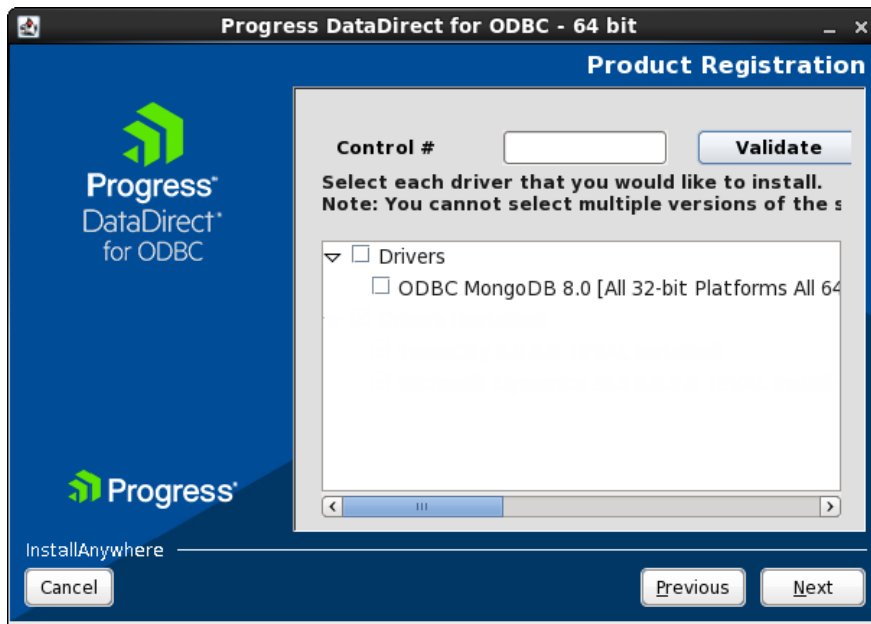 Progress DataDirect for ODBC - 64 bit
Product Registration
Progress
DataDirect
for ODBC
Control #
Validate
Select each driver that you would like to install.
Note: You cannot select multiple versions of the s
Drivers
ODBC MongoDB 8.0 [All 32-bit Platforms All 64
Progress
InstallAnywhere
Cancel
Previous
Next